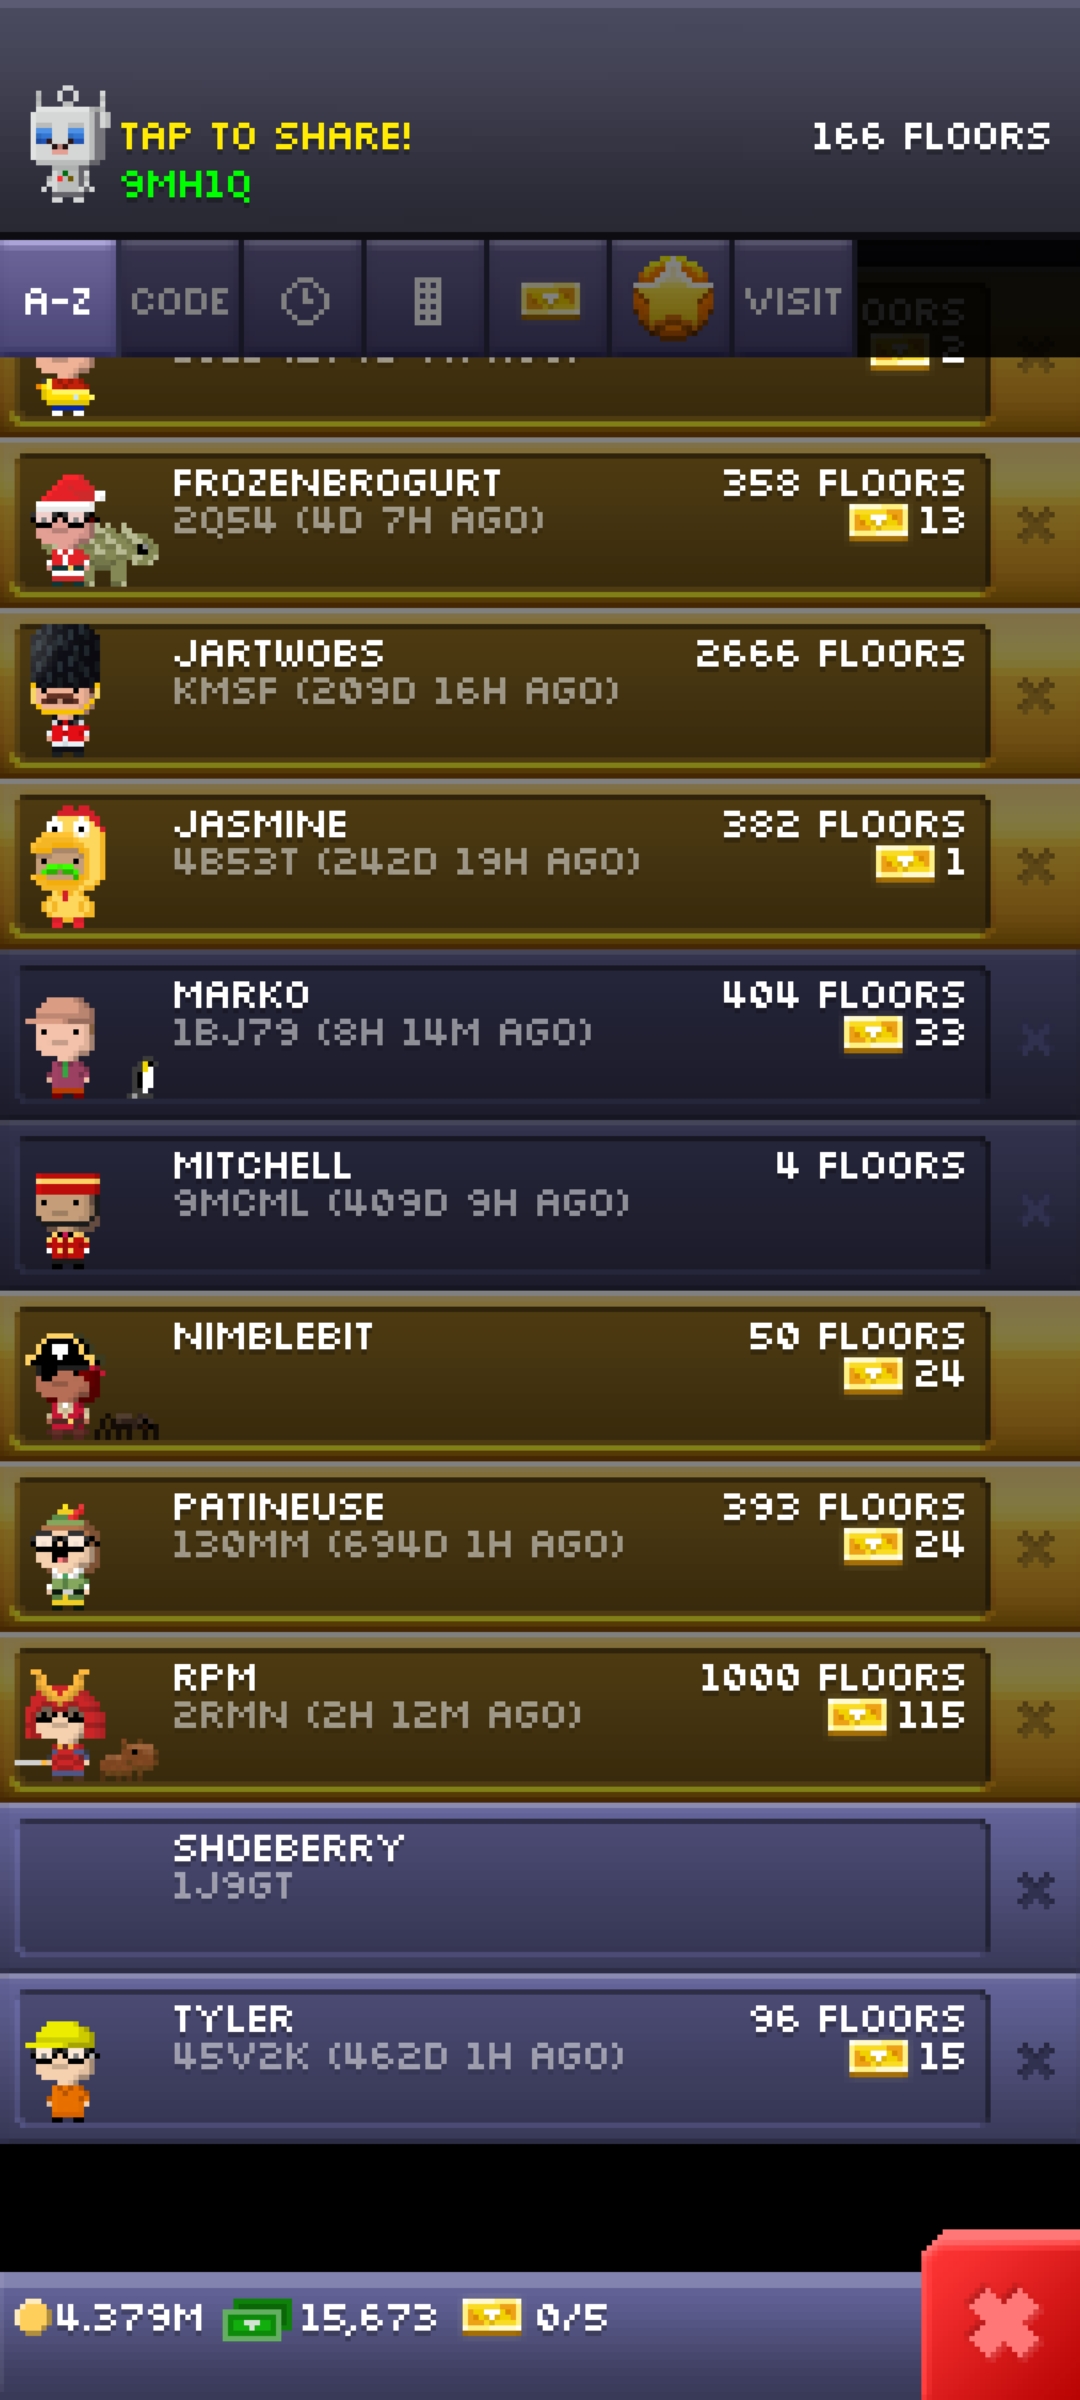 TAP TO SHARE!
166 FLOORS
9MH1Q
A-Z CODE VISIT
OORS
2
FROZENBROGURT 358 FLOORS
2Q54 (4D 7H AGO) 13
JARTWOBS 2666 FLOORS
KMSF (209D 16H AGO)
JASMINE 382 FLOORS
4B53T (242D 19H AGO) 1
MARKO 404 FLOORS
1BJ79 (8H 14M AGO) 33
MITCHELL 4 FLOORS
9MCML (409D 9H AGO)
NIMBLEBIT 50 FLOORS
24
PATINEUSE 393 FLOORS
130MM (694D 1H AGO) 24
RPM 1000 FLOORS
2RMN (2H 12M AGO) 115
SHOEBERRY
1J9GT
TYLER 96 FLOORS
45V2K (462D 1H AGO) 15
4.379M 15,673 0/5